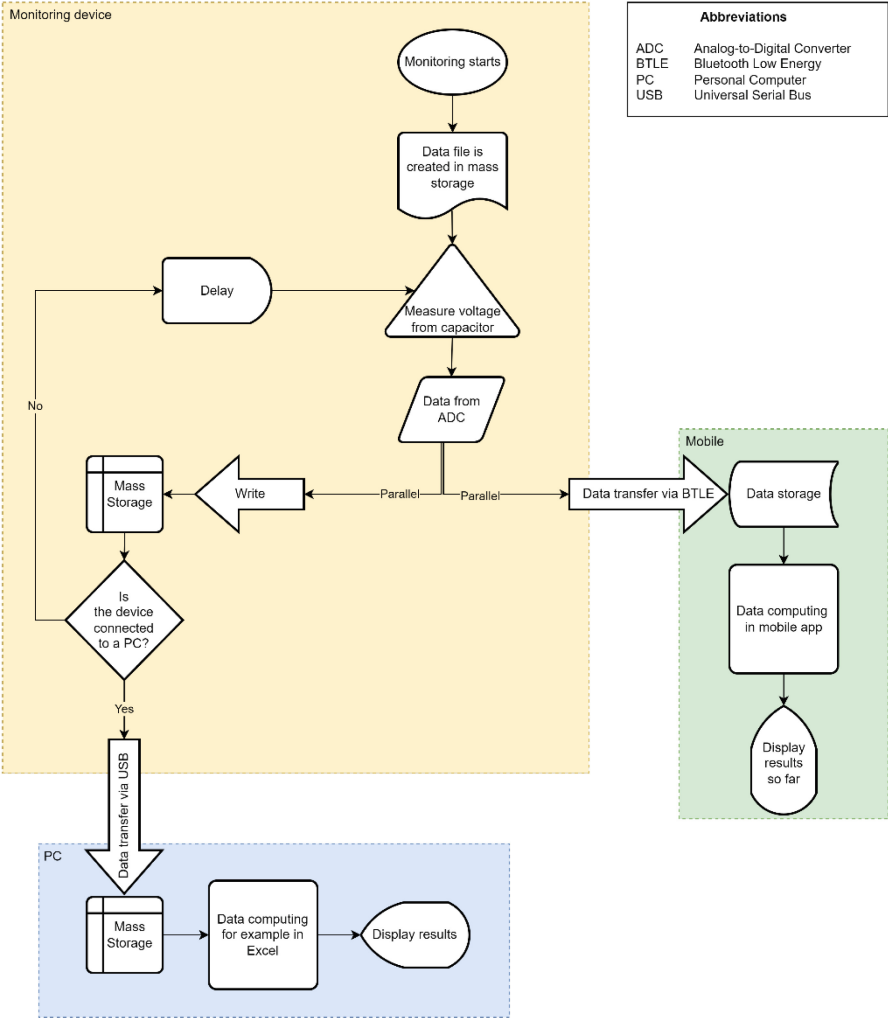 Monitoring device
Abbreviations
ADC Analog-to-Digital Converter
BTLE Bluetooth Low Energy
PC Personal Computer
USB Universal Serial Bus
Monitoring starts
Data file is
created in mass
storage
Delay
Measure voltage
from capacitor
No
Data from
ADC
Mobile
Mass
Storage
Write
Parallel
Parallel
Data transfer via BTLE
Data storage
Is
the device
connected
to a PC?
Data computing
in mobile app
Yes
Display
results
so far
Data transfer via USB
PC
Mass
Storage
Data computing
for example in
Excel
Display results